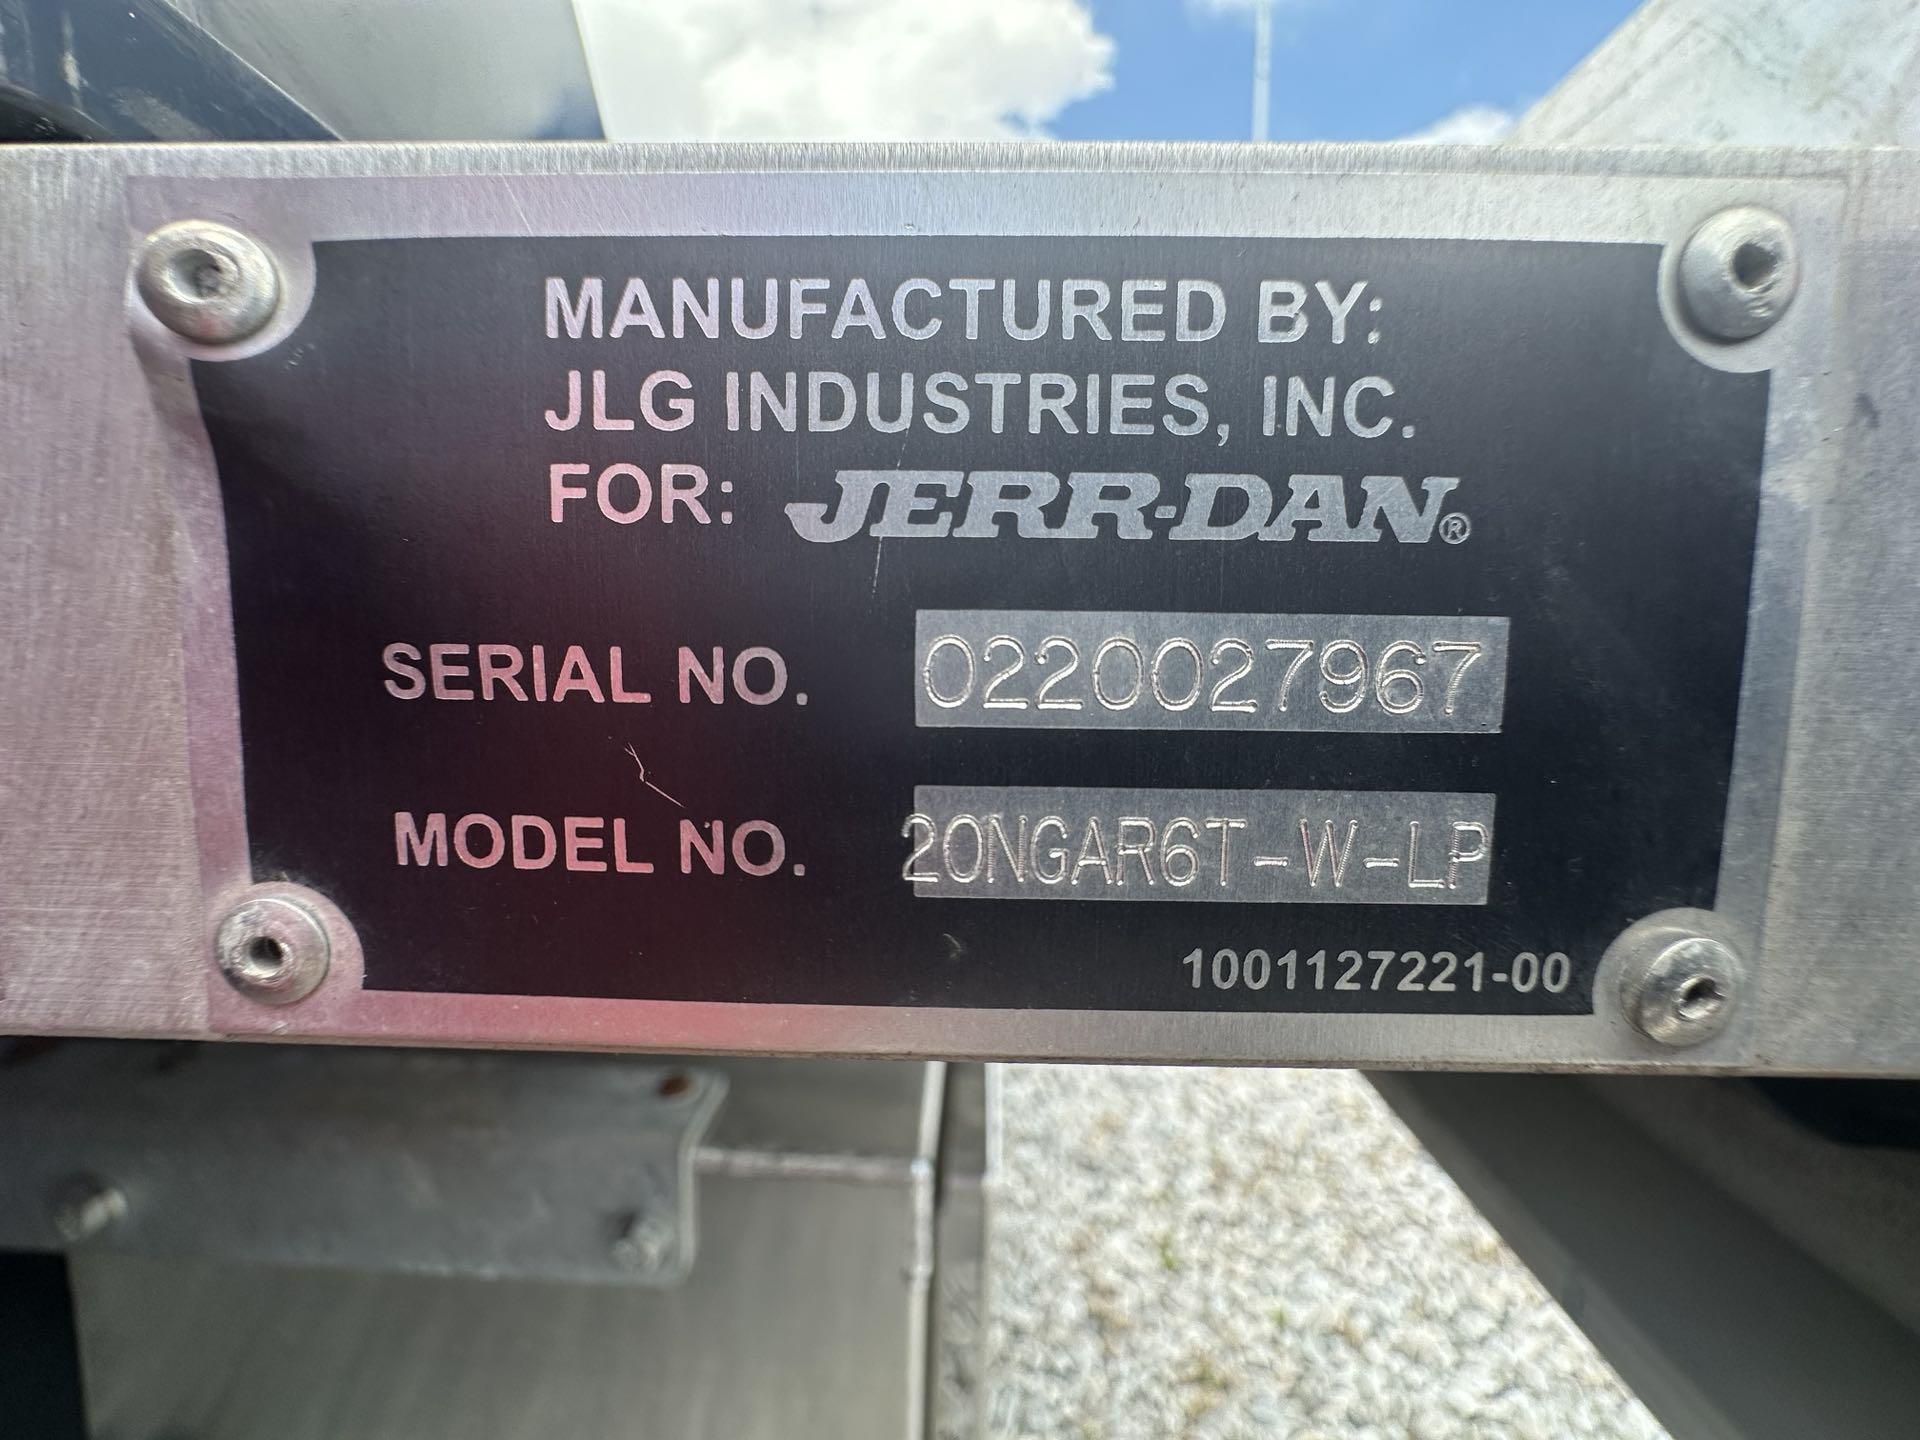 MANUFACTURED BY:
JLG INDUSTRIES, INC.
FOR: JERR-DAN®
SERIAL NO. 0220027967
MODEL NO. 20NGAR6T-W-LP
1001127221-00